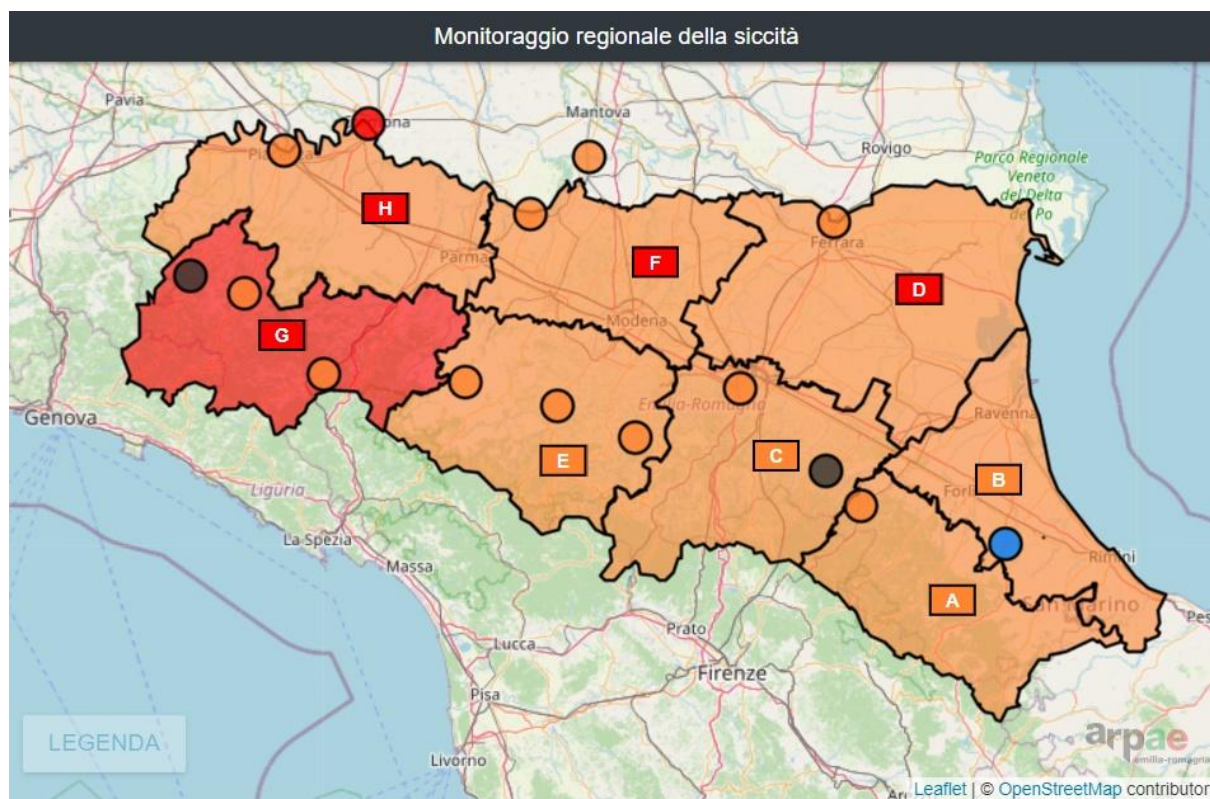 Monitoraggio regionale della siccità
Pavia
Mantova
Rovigo
Parco Regionale
Veneto
del Delta
del Po
H
Ferrara
Parma
F
D
G
Modena
Genova
Emilia-Romagna
Ravenna
E
C
B
Liguria
La Spezia
Massa
Rimini
A
San Marino
Lucca
Prato
Firenze
Pisa
LEGENDA
Livorno
arpae
emilia-romagna
Leaflet | © OpenStreetMap contributor